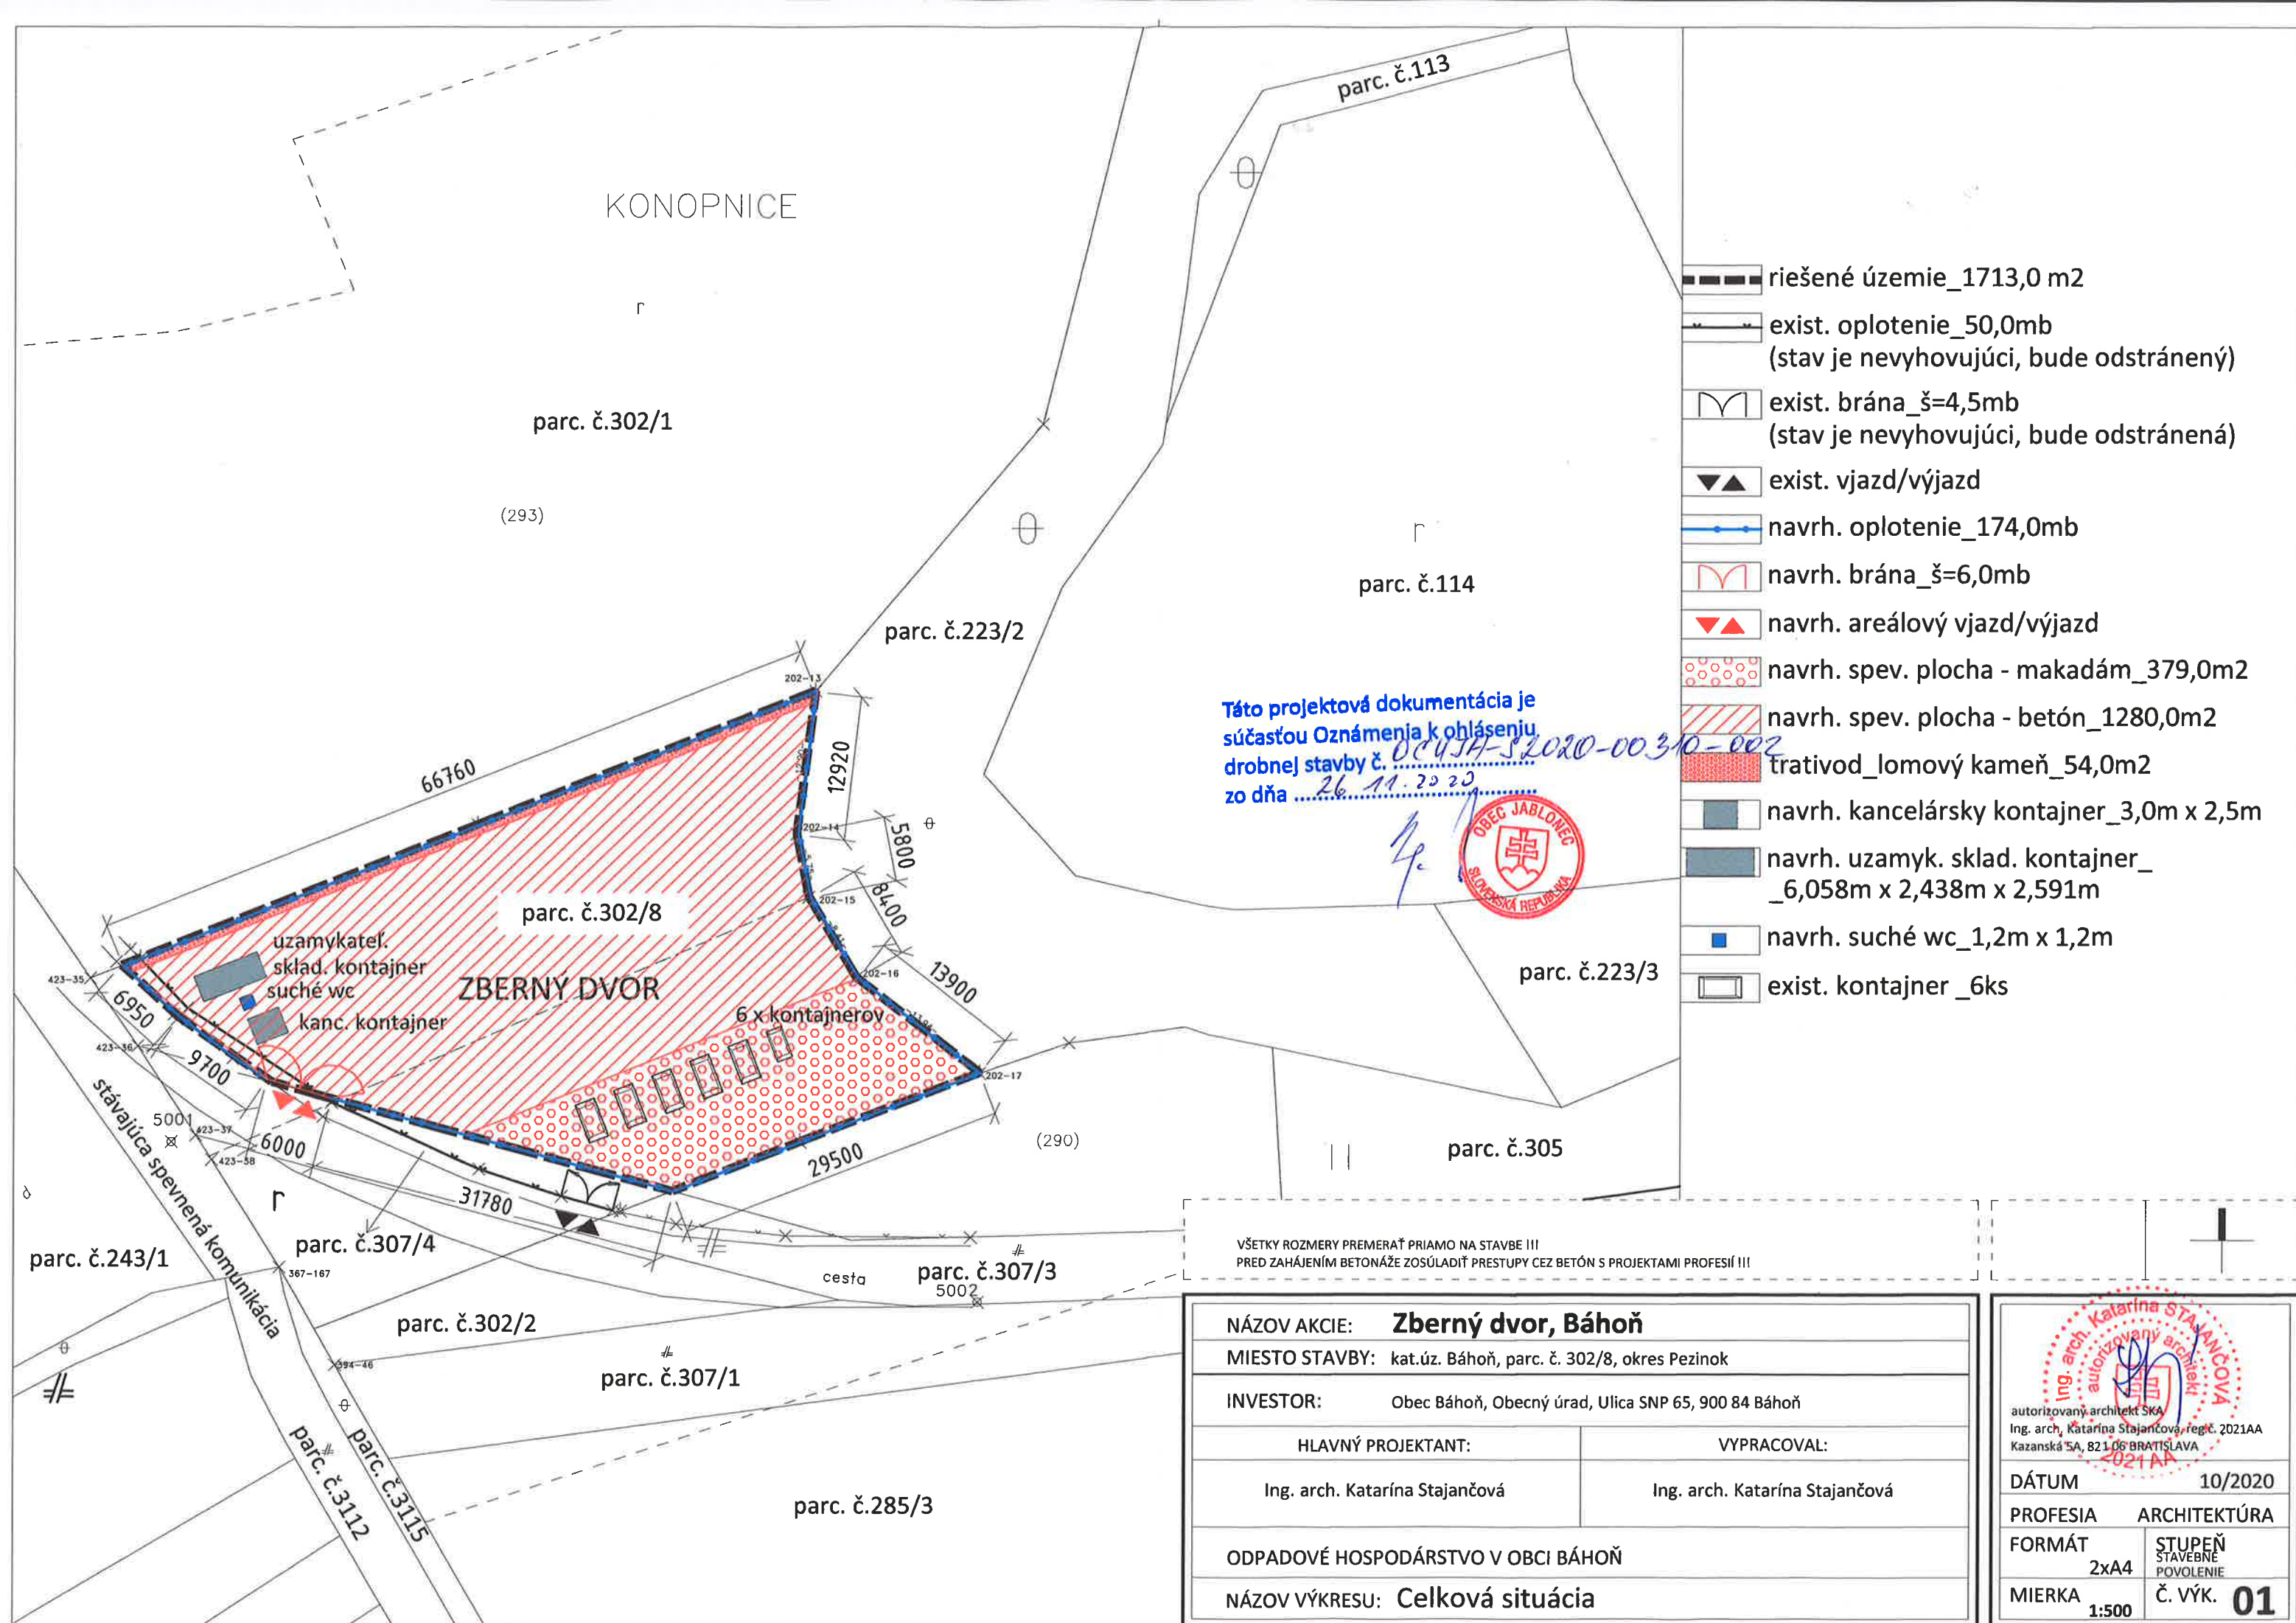 KONOPNICE
r
parc. č.302/1
(293)
parc. č.113
r
parc. č.114
parc. č.223/2
202-13
66760
12920
202-14
5800
202-15
8400
202-16
13900
202-17
parc. č.302/8
uzamykateľ.
sklad. kontajner
suché wc
kanc. kontajner
ZBERNÝ DVOR
6 x kontajnerov
423-35
6950
423-36
9700
5001
423-37
423-38
6000
31780
29500
(290)
parc. č.223/3
parc. č.305
stávajúca spevnená komunikácia
r
parc. č.243/1
parc. č.307/4
367-167
cesta
parc. č.307/3
5002
parc. č.302/2
394-46
parc. č.307/1
parc. č.3112
parc. č.3115
parc. č.285/3
Táto projektová dokumentácia je
súčasťou Oznámenia k ohláseniu
drobnej stavby č. OCÚJA-S2020-00310-002
zo dňa 26.11.2020
OBEC JABLONEC
SLOVENSKÁ REPUBLIKA
riešené územie_1713,0 m2
exist. oplotenie_50,0mb
(stav je nevyhovujúci, bude odstránený)
exist. brána_š=4,5mb
(stav je nevyhovujúci, bude odstránená)
exist. vjazd/výjazd
navrh. oplotenie_174,0mb
navrh. brána_š=6,0mb
navrh. areálový vjazd/výjazd
navrh. spev. plocha - makadám_379,0m2
navrh. spev. plocha - betón_1280,0m2
trativod_lomový kameň_54,0m2
navrh. kancelársky kontajner_3,0m x 2,5m
navrh. uzamyk. sklad. kontajner_
_6,058m x 2,438m x 2,591m
navrh. suché wc_1,2m x 1,2m
exist. kontajner _6ks
VŠETKY ROZMERY PREMERAŤ PRIAMO NA STAVBE !!!
PRED ZAHÁJENÍM BETONÁŽE ZOSÚLADIŤ PRESTUPY CEZ BETÓN S PROJEKTAMI PROFESIÍ !!!
NÁZOV AKCIE: Zberný dvor, Báhoň
MIESTO STAVBY: kat.úz. Báhoň, parc. č. 302/8, okres Pezinok
INVESTOR: Obec Báhoň, Obecný úrad, Ulica SNP 65, 900 84 Báhoň
HLAVNÝ PROJEKTANT: VYPRACOVAL:
Ing. arch. Katarína Stajančová Ing. arch. Katarína Stajančová
ODPADOVÉ HOSPODÁRSTVO V OBCI BÁHOŇ
NÁZOV VÝKRESU: Celková situácia
Ing. arch. Katarína STAJANČOVÁ
autorizovaný architekt
2021 AA
autorizovaný architekt SKA
Ing. arch. Katarína Stajančová, reg.č. 2021AA
Kazanská 5A, 821 06 BRATISLAVA
DÁTUM 10/2020
PROFESIA ARCHITEKTÚRA
FORMÁT 2xA4
STUPEŇ
STAVEBNÉ
POVOLENIE
MIERKA 1:500
Č. VÝK. 01